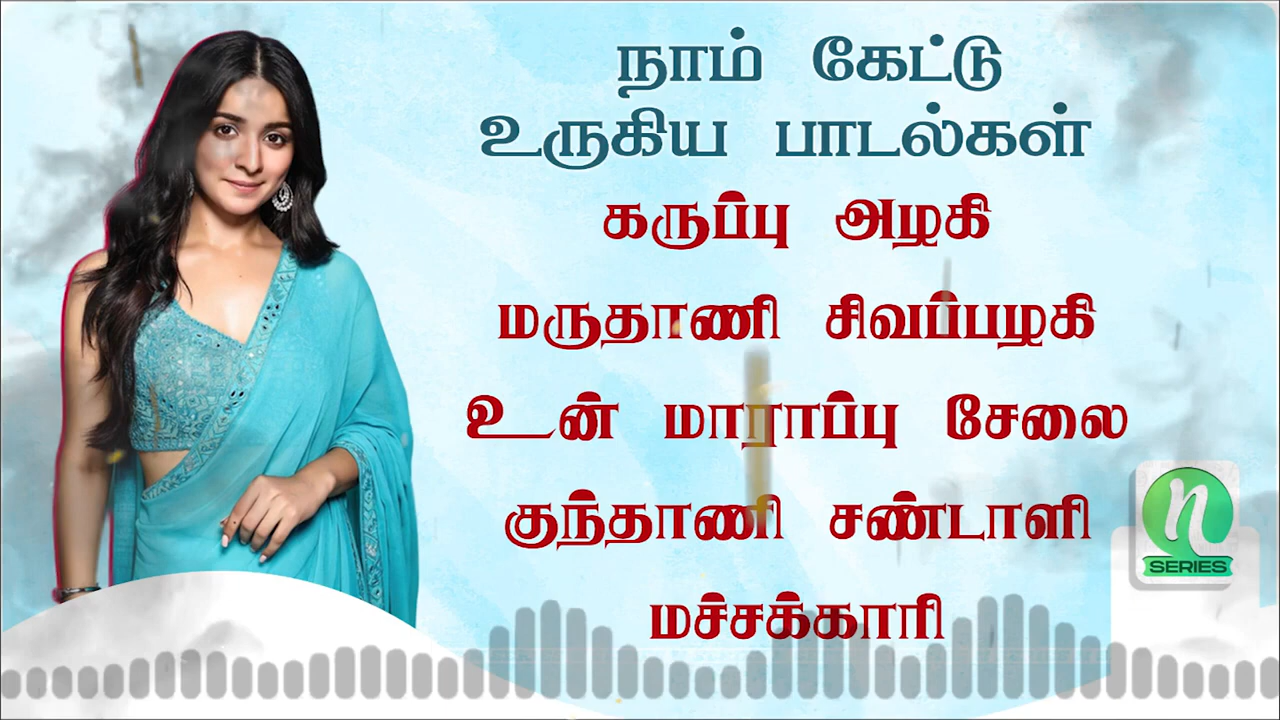 நாம் கேட்டு
உருகிய பாடல்கள்
கருப்பு அழகி
மருதாணி சிவப்பழகி
உன் மாராப்பு சேலை
குந்தாணி சண்டாளி
மச்சக்காரி
n
SERIES